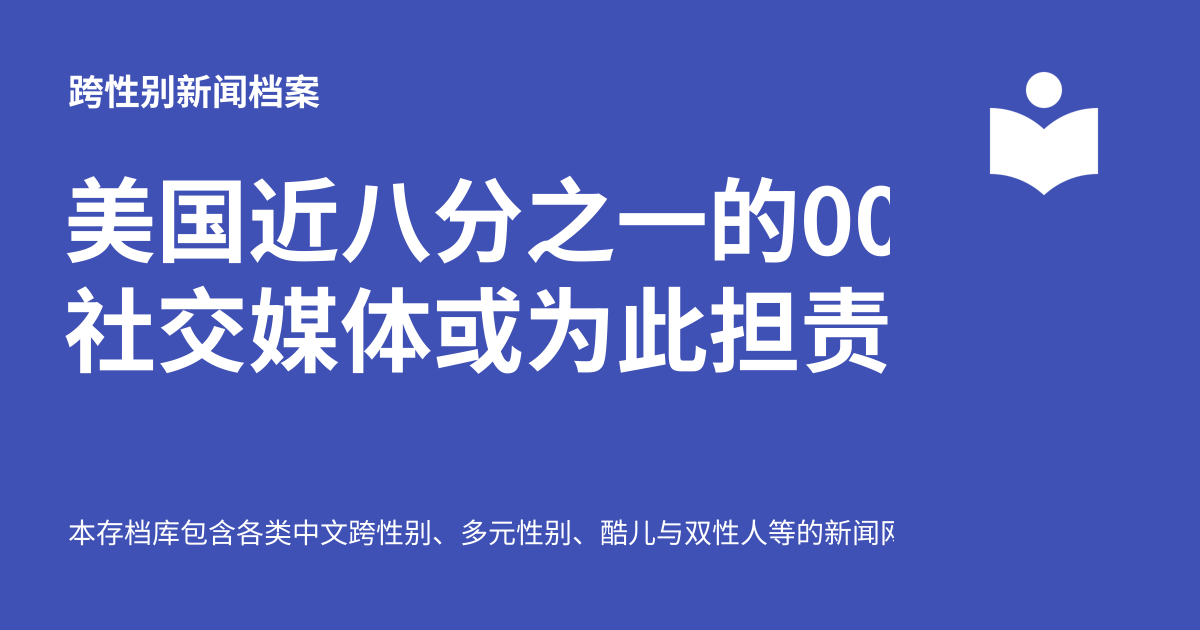 跨性别新闻档案
美国近八分之一的00
社交媒体或为此担责
本存档库包含各类中文跨性别、多元性别、酷儿与双性人等的新闻